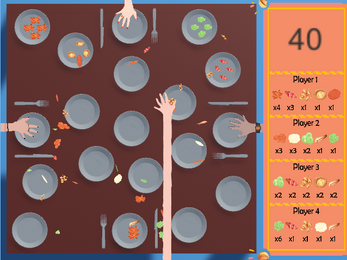 40
Player 1
x4 x3 x1 x1 x1
Player 2
x3 x1 x2 x1 x1
Player 3
x2 x2 x2 x2 x2
Player 4
x6 x1 x1 x1 x1